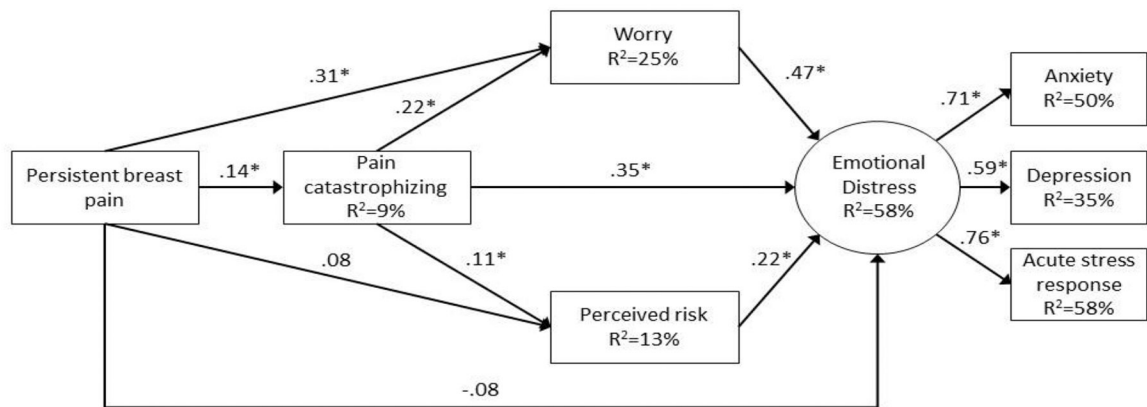 Worry
R²=25%
.31*
.47*
.22*
Anxiety
R²=50%
.71*
Persistent breast
pain
.14*
Pain
catastrophizing
R²=9%
.35*
Emotional
Distress
R²=58%
.59*
Depression
R²=35%
.08
.11*
.22*
.76*
Acute stress
response
R²=58%
Perceived risk
R²=13%
-.08